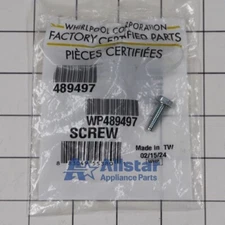 WHIRLPOOL CORPORATION
FACTORY CERTIFIED PARTS
PIÈCES CERTIFIÉES
489497
WP489497
SCREW
Made in TW
02/15/24
Allstar
Appliance Parts